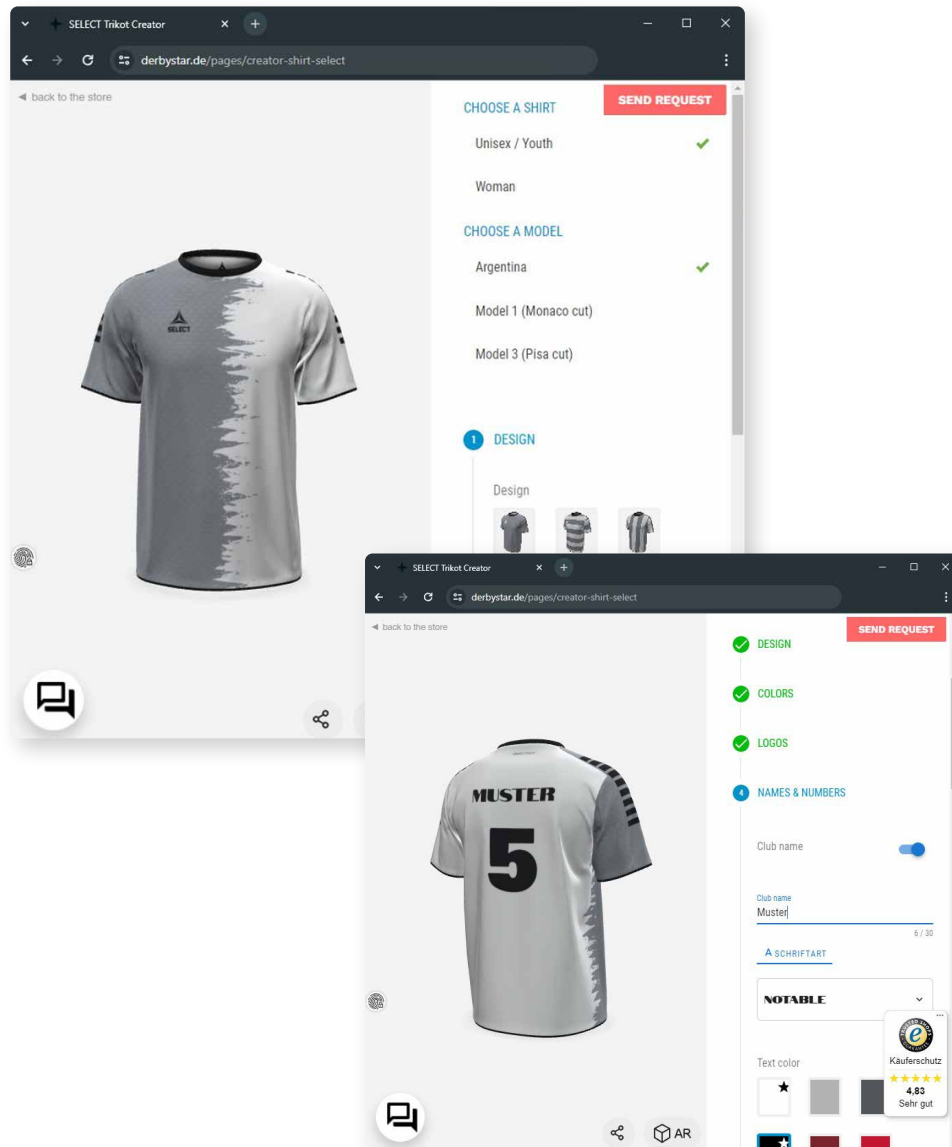 SELECT Trikot Creator
derbystar.de/pages/creator-shirt-select
back to the store
SEND REQUEST
CHOOSE A SHIRT
Unisex / Youth
Woman
CHOOSE A MODEL
Argentina
Model 1 (Monaco cut)
Model 3 (Pisa cut)
1 DESIGN
Design
SELECT
SELECT Trikot Creator
derbystar.de/pages/creator-shirt-select
back to the store
SEND REQUEST
DESIGN
COLORS
LOGOS
4 NAMES & NUMBERS
Club name
Club name
Muster
6 / 30
A SCHRIFTART
NOTABLE
Text color
MUSTER
5
AR
TRUSTED SHOPS
GUARANTEE
e
Käuferschutz
4,83
Sehr gut